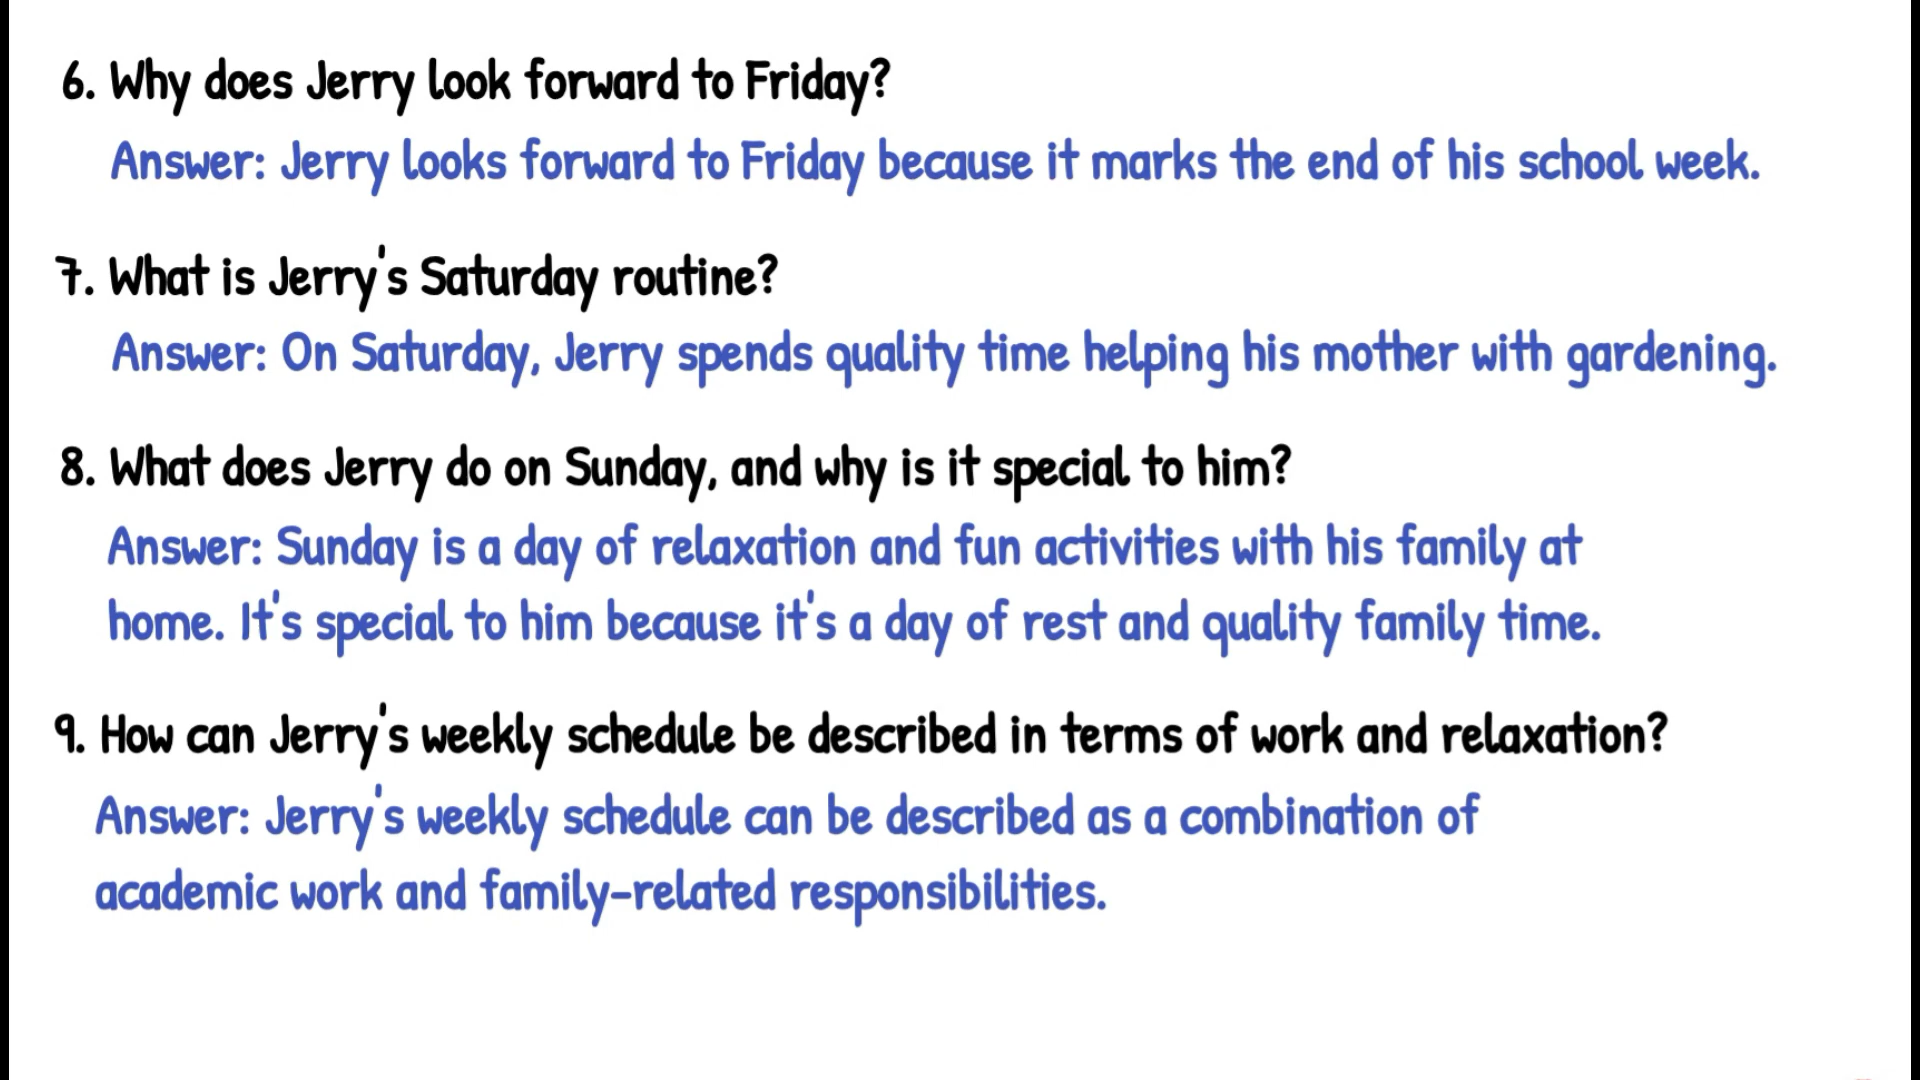 6. Why does Jerry look forward to Friday?
Answer: Jerry looks forward to Friday because it marks the end of his school week.
7. What is Jerry's Saturday routine?
Answer: On Saturday, Jerry spends quality time helping his mother with gardening.
8. What does Jerry do on Sunday, and why is it special to him?
Answer: Sunday is a day of relaxation and fun activities with his family at
home. It's special to him because it's a day of rest and quality family time.
9. How can Jerry's weekly schedule be described in terms of work and relaxation?
Answer: Jerry's weekly schedule can be described as a combination of
academic work and family-related responsibilities.